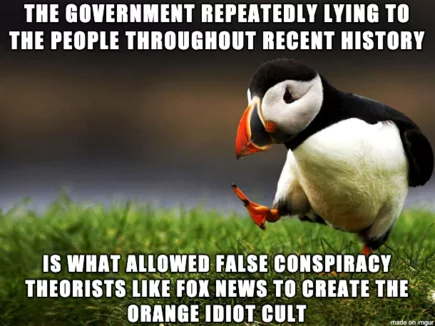 THE GOVERNMENT REPEATEDLY LYING TO
THE PEOPLE THROUGHOUT RECENT HISTORY
IS WHAT ALLOWED FALSE CONSPIRACY
THEORISTS LIKE FOX NEWS TO CREATE THE
ORANGE IDIOT CULT
made on imgur